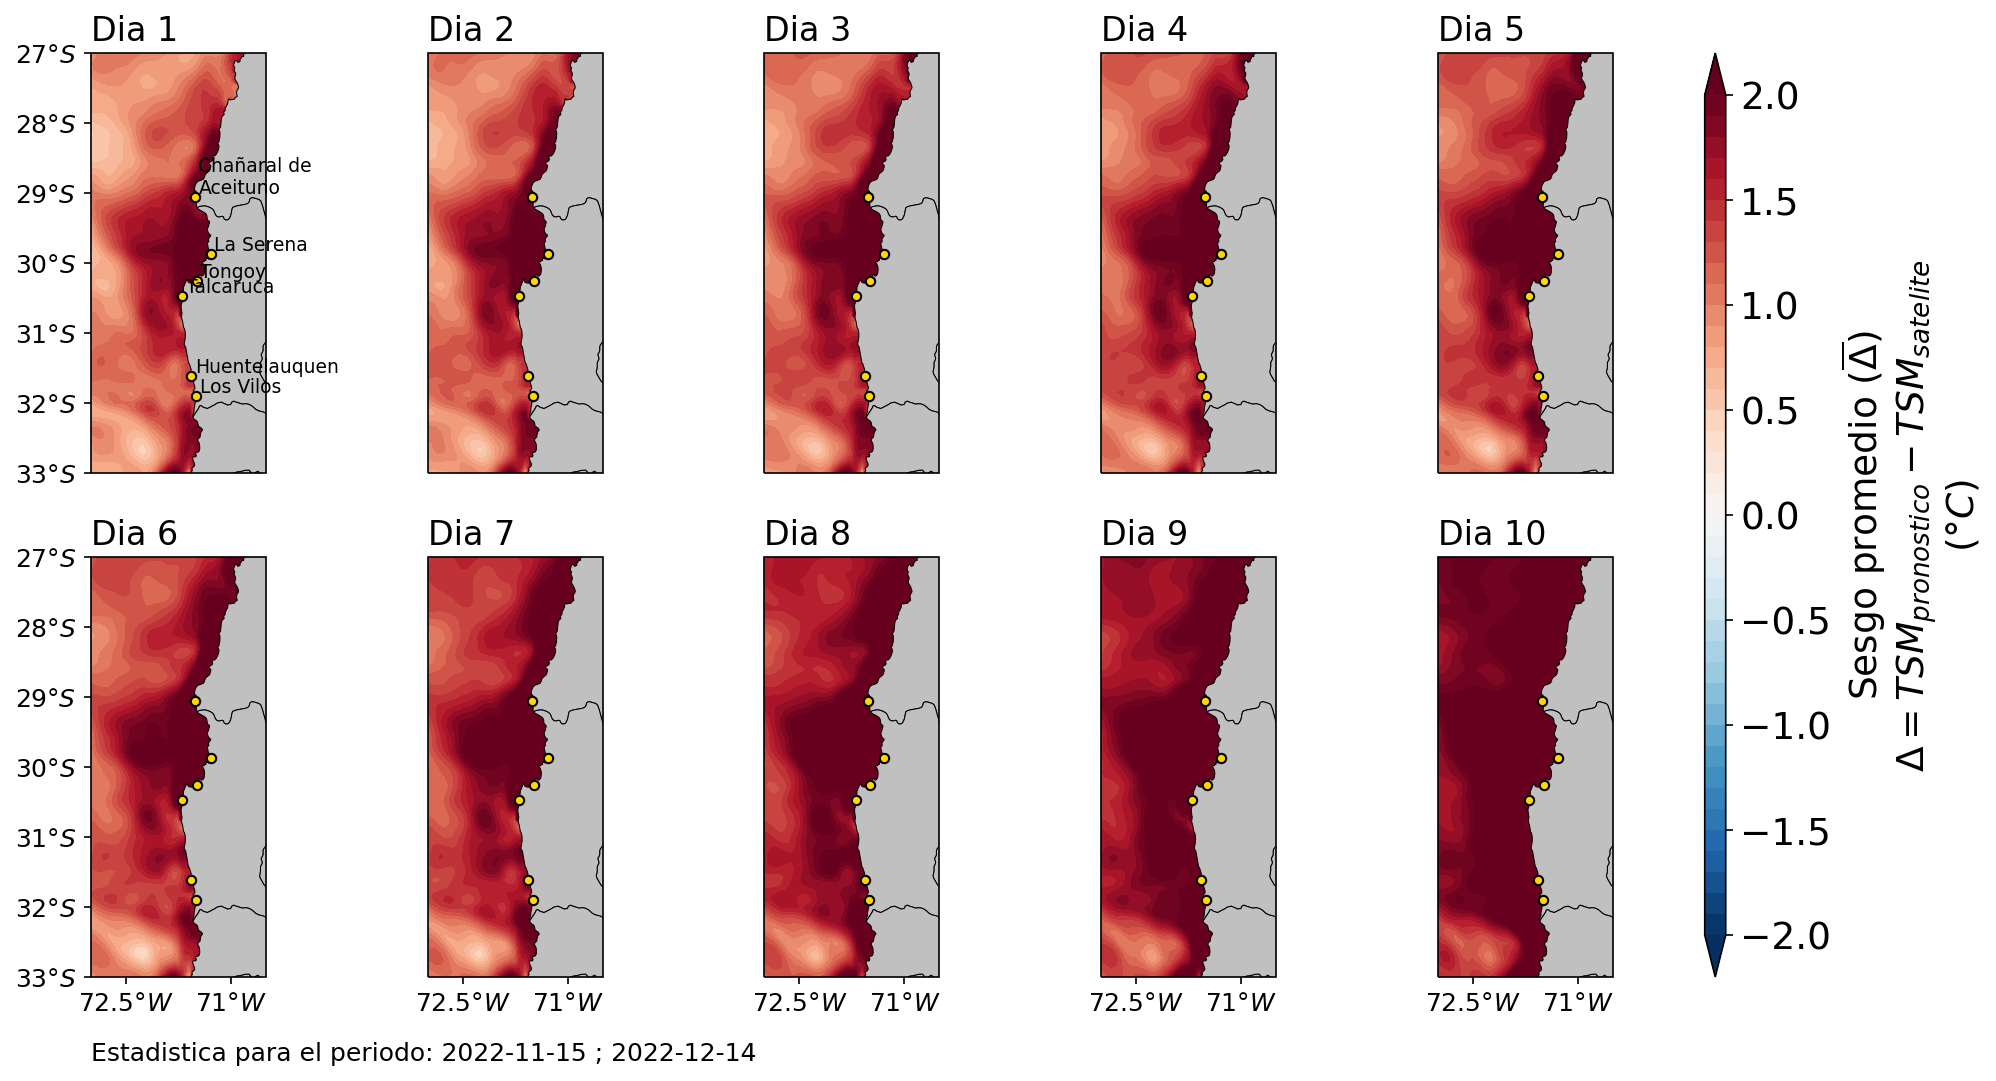 Dia 1
Dia 2
Dia 3
Dia 4
Dia 5
27°S
28°S
29°S
30°S
31°S
32°S
33°S
Chañaral de
Aceituno
La Serena
Tongoy
Talcaruca
Huentelauquen
Los Vilos
Dia 6
Dia 7
Dia 8
Dia 9
Dia 10
27°S
28°S
29°S
30°S
31°S
32°S
33°S
72.5°W 71°W
72.5°W 71°W
72.5°W 71°W
72.5°W 71°W
72.5°W 71°W
2.0
1.5
1.0
0.5
0.0
−0.5
−1.0
−1.5
−2.0
Sesgo promedio (Δ̅)
Δ = TSM_pronostico − TSM_satelite
(°C)
Estadistica para el periodo: 2022-11-15 ; 2022-12-14